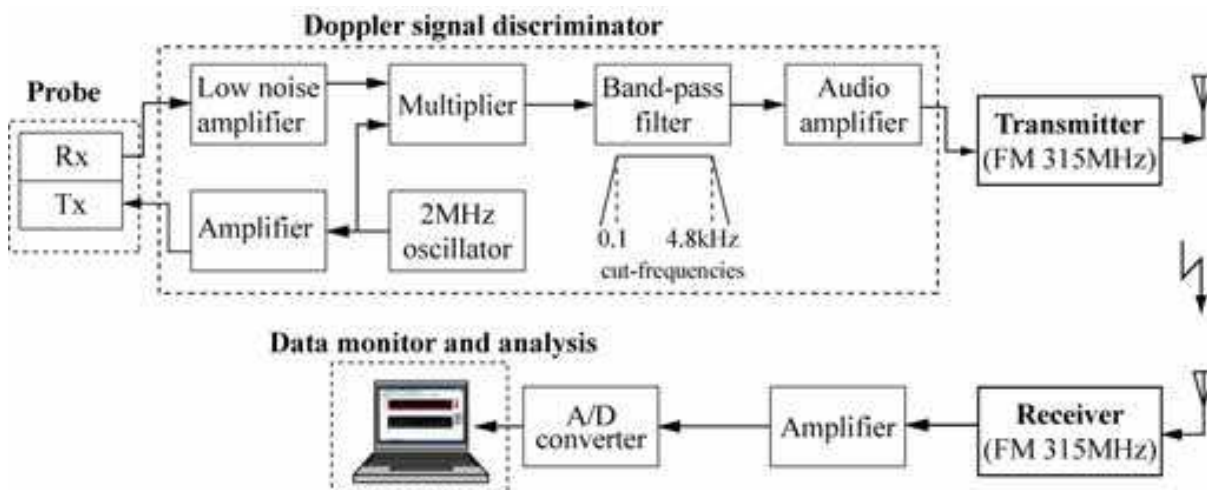 Doppler signal discriminator
Probe
Rx
Tx
Low noise
amplifier
Multiplier
Band-pass
filter
Audio
amplifier
Transmitter
(FM 315MHz)
Amplifier
2MHz
oscillator
0.1 4.8kHz
cut-frequencies
Data monitor and analysis
A/D
converter
Amplifier
Receiver
(FM 315MHz)